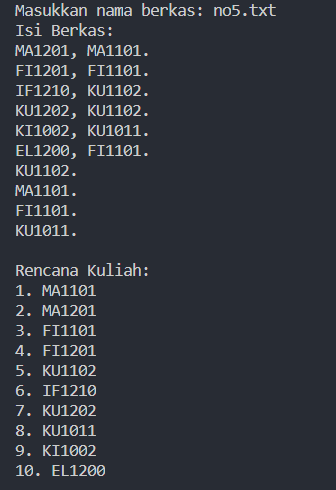 Masukkan nama berkas: no5.txt
Isi Berkas:
MA1201, MA1101.
FI1201, FI1101.
IF1210, KU1102.
KU1202, KU1102.
KI1002, KU1011.
EL1200, FI1101.
KU1102.
MA1101.
FI1101.
KU1011.
Rencana Kuliah:
1. MA1101
2. MA1201
3. FI1101
4. FI1201
5. KU1102
6. IF1210
7. KU1202
8. KU1011
9. KI1002
10. EL1200